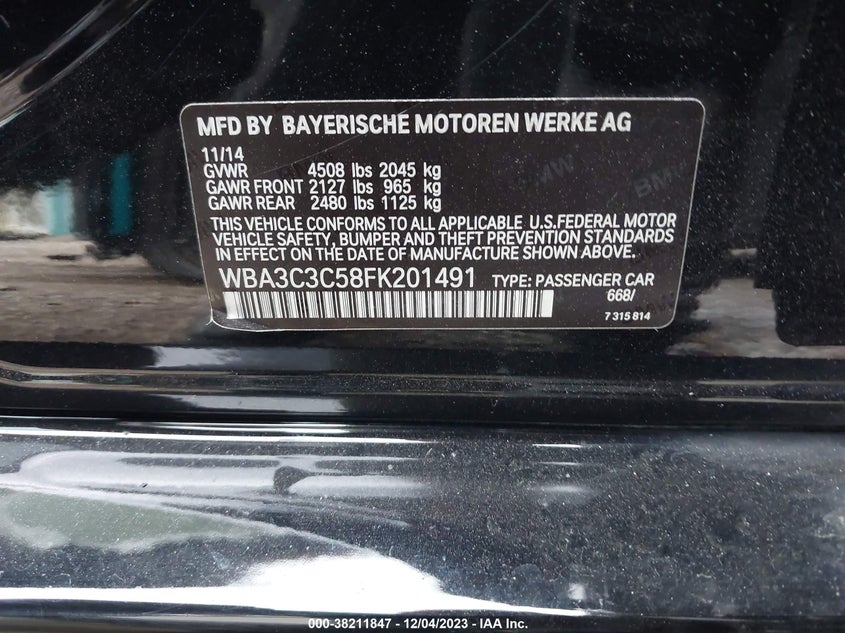 MFD BY BAYERISCHE MOTOREN WERKE AG
11/14
GVWR 4508 lbs 2045 kg
GAWR FRONT 2127 lbs 965 kg
GAWR REAR 2480 lbs 1125 kg
THIS VEHICLE CONFORMS TO ALL APPLICABLE U.S.FEDERAL MOTOR
VEHICLE SAFETY, BUMPER AND THEFT PREVENTION STANDARDS
IN EFFECT ON THE DATE OF MANUFACTURE SHOWN ABOVE.
WBA3C3C58FK201491 TYPE: PASSENGER CAR
668/
7 315 814
000-38211847 - 12/04/2023 - IAA Inc.